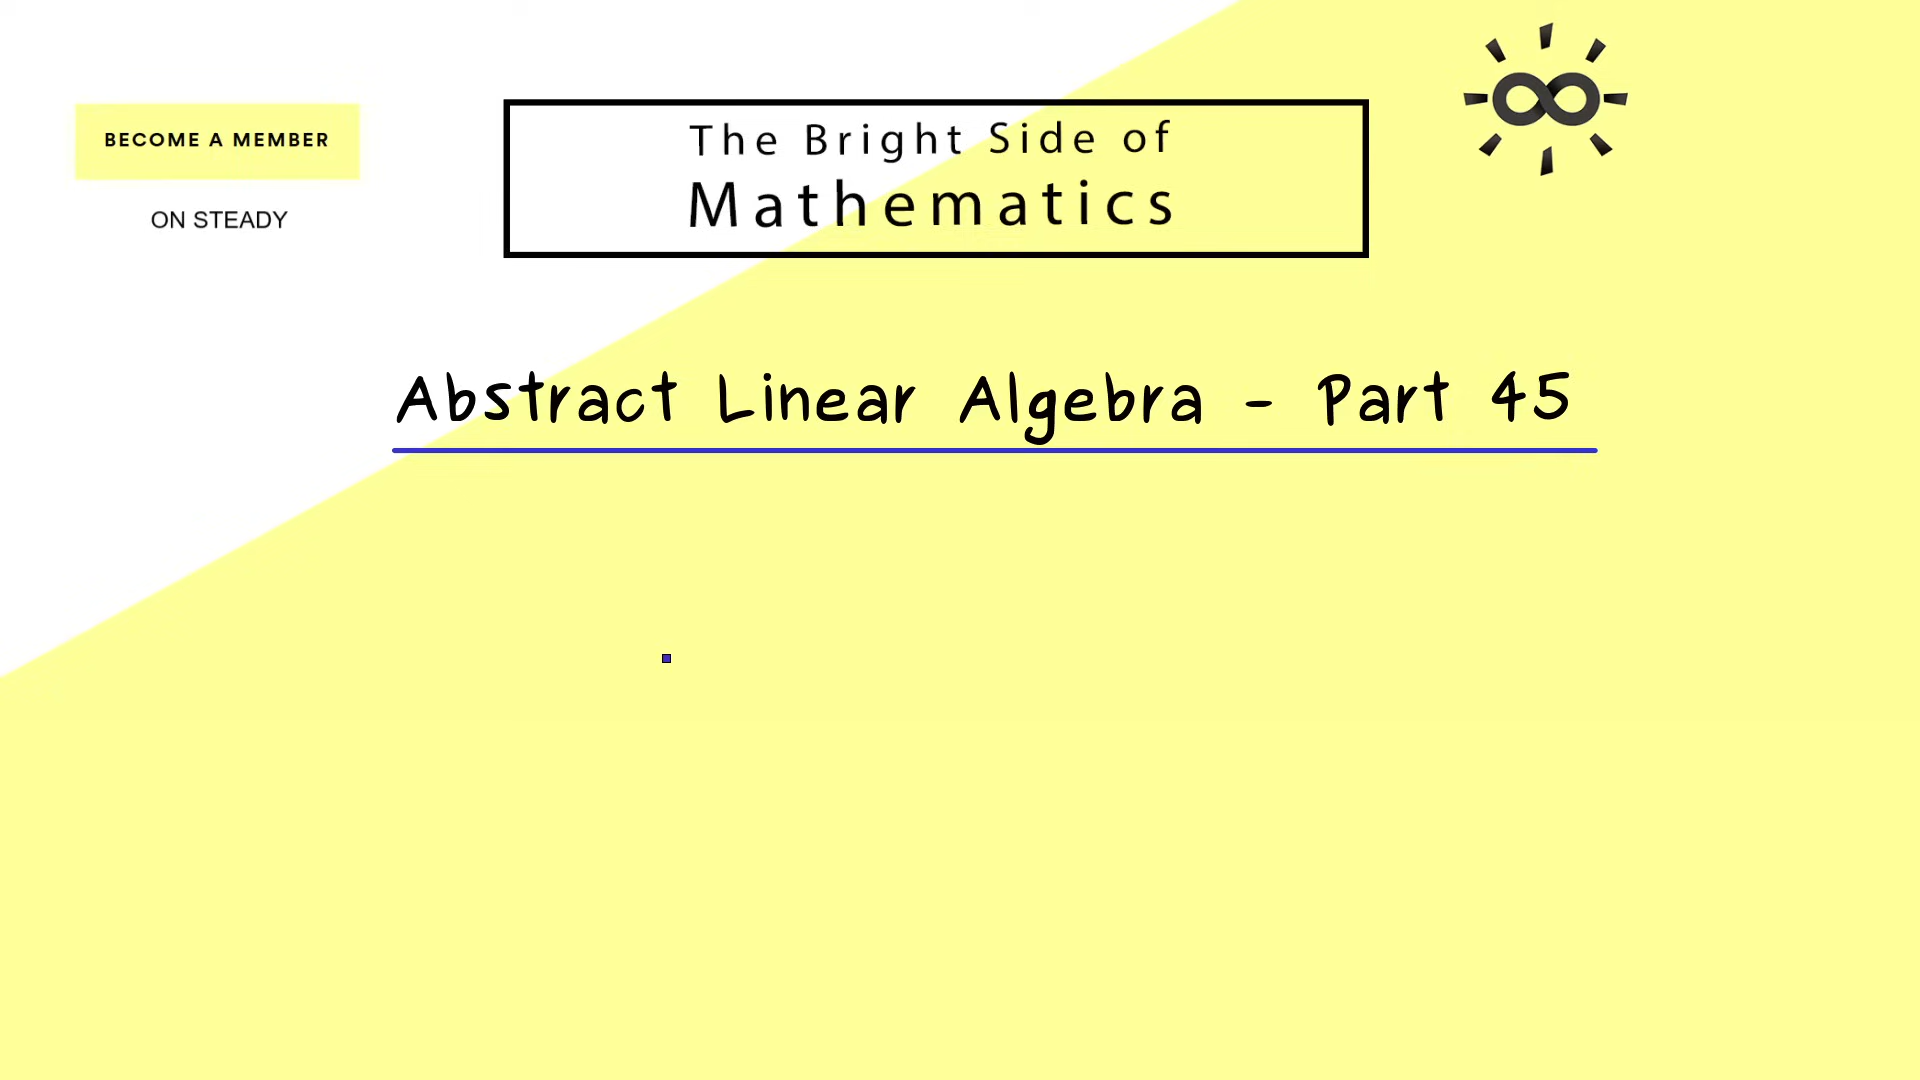 BECOME A MEMBER
ON STEADY
The Bright Side of
Mathematics
Abstract Linear Algebra - Part 45